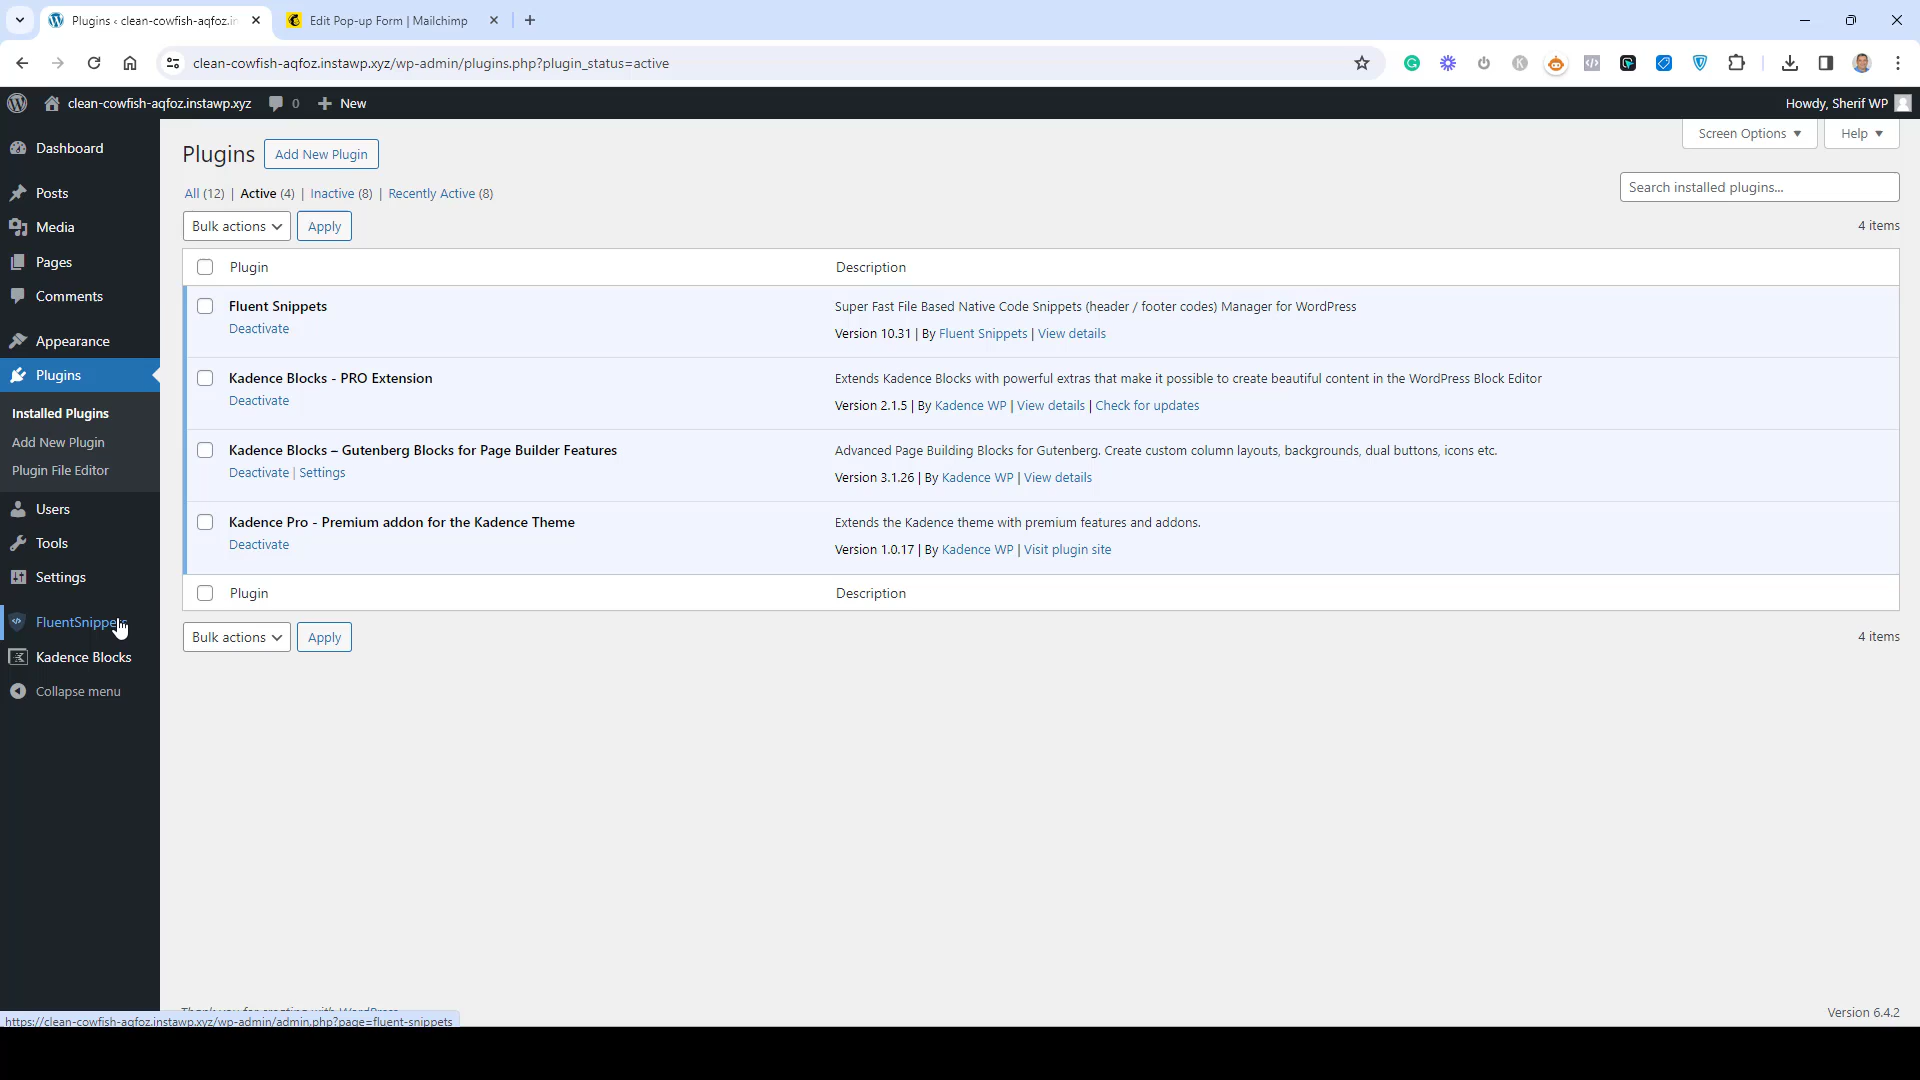 Plugins ‹ clean-cowfish-aqfoz.in
Edit Pop-up Form | Mailchimp
clean-cowfish-aqfoz.instawp.xyz/wp-admin/plugins.php?plugin_status=active
clean-cowfish-aqfoz.instawp.xyz
0
New
Howdy, Sherif WP
Dashboard
Posts
Media
Pages
Comments
Appearance
Plugins
Installed Plugins
Add New Plugin
Plugin File Editor
Users
Tools
Settings
FluentSnippets
Kadence Blocks
Collapse menu
Screen Options
Help
Plugins
Add New Plugin
All (12) | Active (4) | Inactive (8) | Recently Active (8)
Search installed plugins...
Bulk actions
Apply
4 items
Plugin
Description
Fluent Snippets
Deactivate
Super Fast File Based Native Code Snippets (header / footer codes) Manager for WordPress
Version 10.31 | By Fluent Snippets | View details
Kadence Blocks - PRO Extension
Deactivate
Extends Kadence Blocks with powerful extras that make it possible to create beautiful content in the WordPress Block Editor
Version 2.1.5 | By Kadence WP | View details | Check for updates
Kadence Blocks – Gutenberg Blocks for Page Builder Features
Deactivate | Settings
Advanced Page Building Blocks for Gutenberg. Create custom column layouts, backgrounds, dual buttons, icons etc.
Version 3.1.26 | By Kadence WP | View details
Kadence Pro - Premium addon for the Kadence Theme
Deactivate
Extends the Kadence theme with premium features and addons.
Version 1.0.17 | By Kadence WP | Visit plugin site
Plugin
Description
Bulk actions
Apply
4 items
Thank you for creating with WordPress.
Version 6.4.2
https://clean-cowfish-aqfoz.instawp.xyz/wp-admin/admin.php?page=fluent-snippets